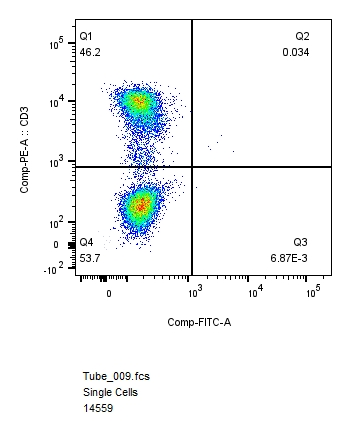 Q1
46.2
Q2
0.034
10^5
10^4
10^3
10^2
0
-10^2
Comp-PE-A :: CD3
Q4
53.7
Q3
6.87E-3
0
10^3
10^4
10^5
Comp-FITC-A
Tube_009.fcs
Single Cells
14559